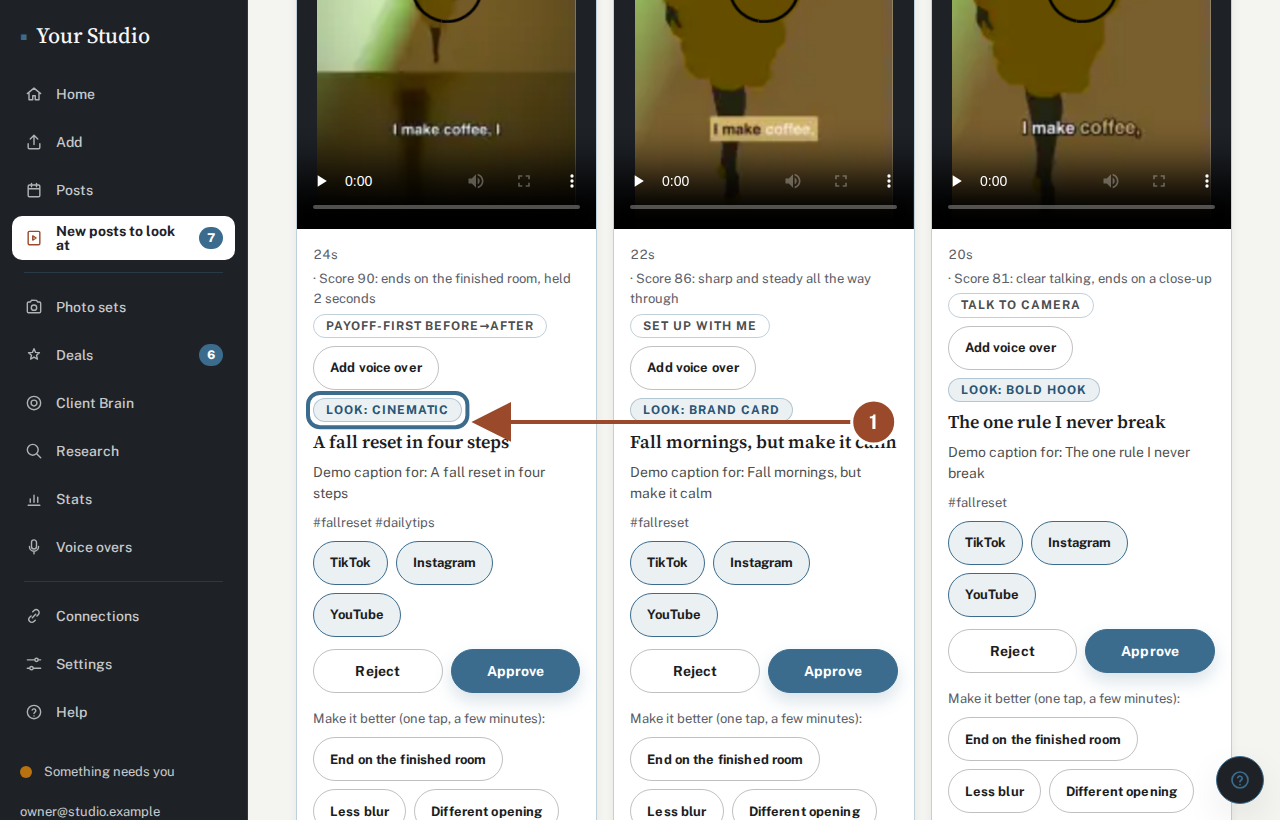 Your Studio
Home
Add
Posts
New posts to look
at
7
Photo sets
Deals
6
Client Brain
Research
Stats
Voice overs
Connections
Settings
Help
Something needs you
owner@studio.example
I make coffee. I
0:00
24s
· Score 90: ends on the finished room, held
2 seconds
PAYOFF-FIRST BEFORE→AFTER
Add voice over
LOOK: CINEMATIC
A fall reset in four steps
Demo caption for: A fall reset in four
steps
#fallreset #dailytips
TikTok
Instagram
YouTube
Reject
Approve
Make it better (one tap, a few minutes):
End on the finished room
Less blur
Different opening
I make coffee,
0:00
22s
· Score 86: sharp and steady all the way
through
SET UP WITH ME
Add voice over
LOOK: BRAND CARD
1
Fall mornings, but make it calm
Demo caption for: Fall mornings, but
make it calm
#fallreset
TikTok
Instagram
YouTube
Reject
Approve
Make it better (one tap, a few minutes):
End on the finished room
Less blur
Different opening
I make coffee,
0:00
20s
· Score 81: clear talking, ends on a close-up
TALK TO CAMERA
Add voice over
LOOK: BOLD HOOK
The one rule I never break
Demo caption for: The one rule I never
break
#fallreset
TikTok
Instagram
YouTube
Reject
Approve
Make it better (one tap, a few minutes):
End on the finished room
Less blur
Different opening